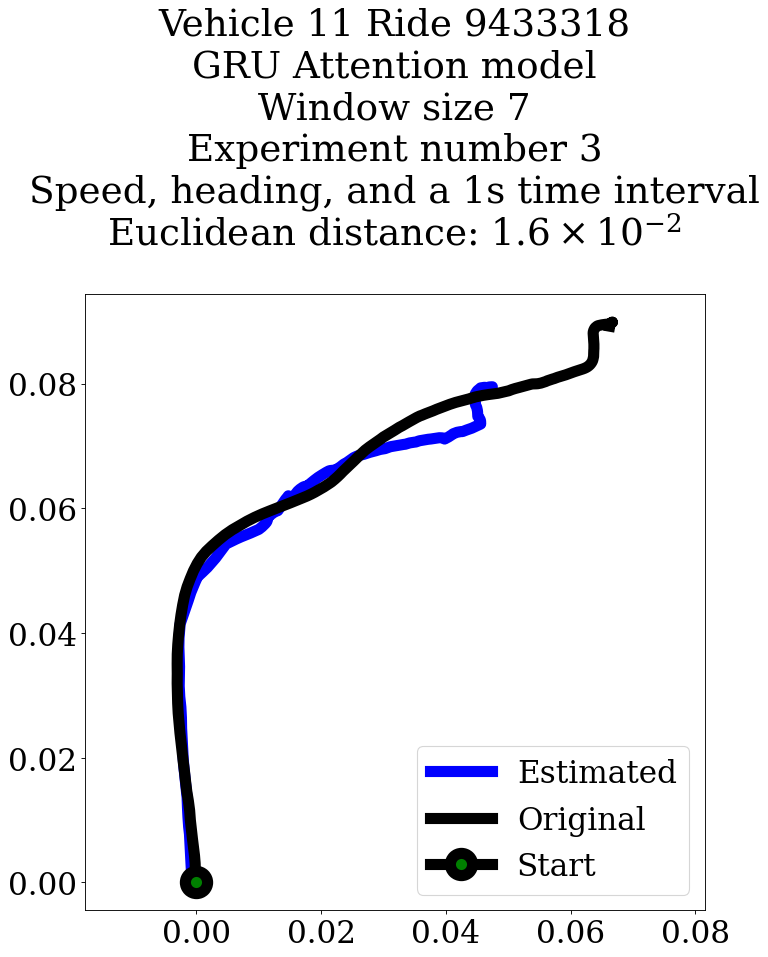 Vehicle 11 Ride 9433318
GRU Attention model
Window size 7
Experiment number 3
Speed, heading, and a 1s time interval
Euclidean distance: 1.6 × 10⁻²
0.08
0.06
0.04
0.02
0.00
Estimated
Original
Start
0.00 0.02 0.04 0.06 0.08